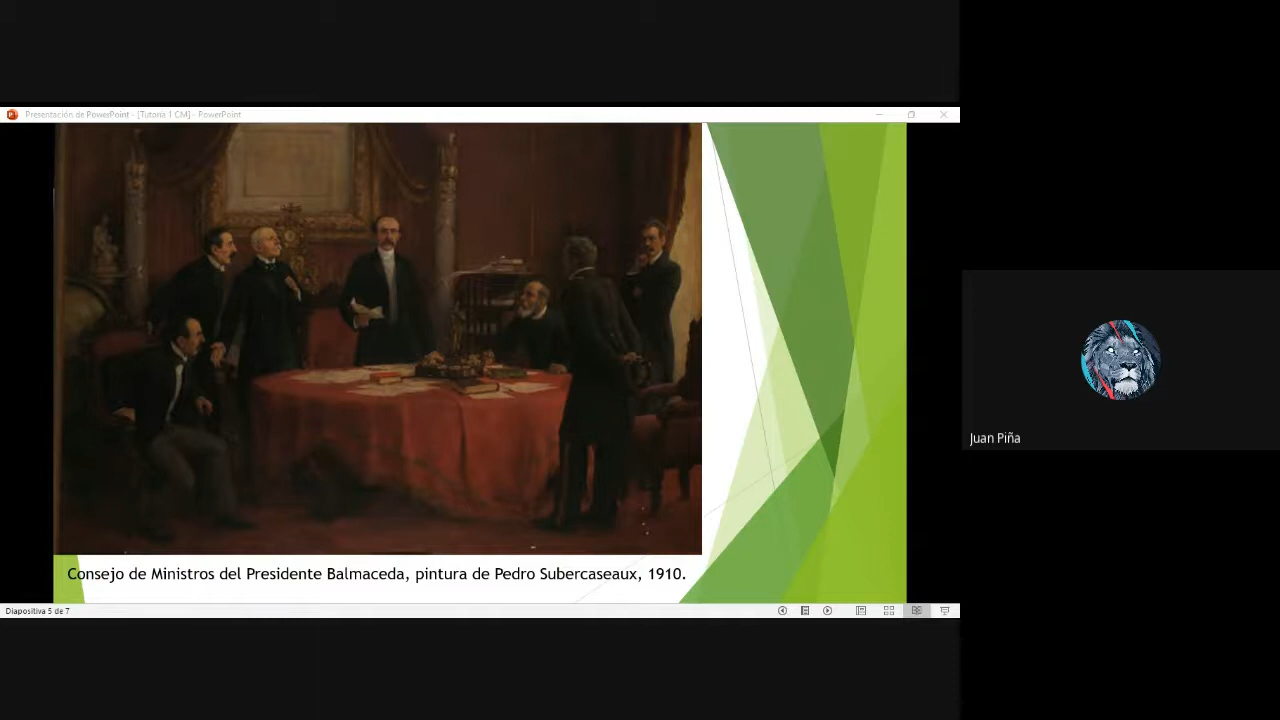 Presentación de PowerPoint - [Tutoria 1 CM] - PowerPoint
Consejo de Ministros del Presidente Balmaceda, pintura de Pedro Subercaseaux, 1910.
Juan Piña
Diapositiva 5 de 7